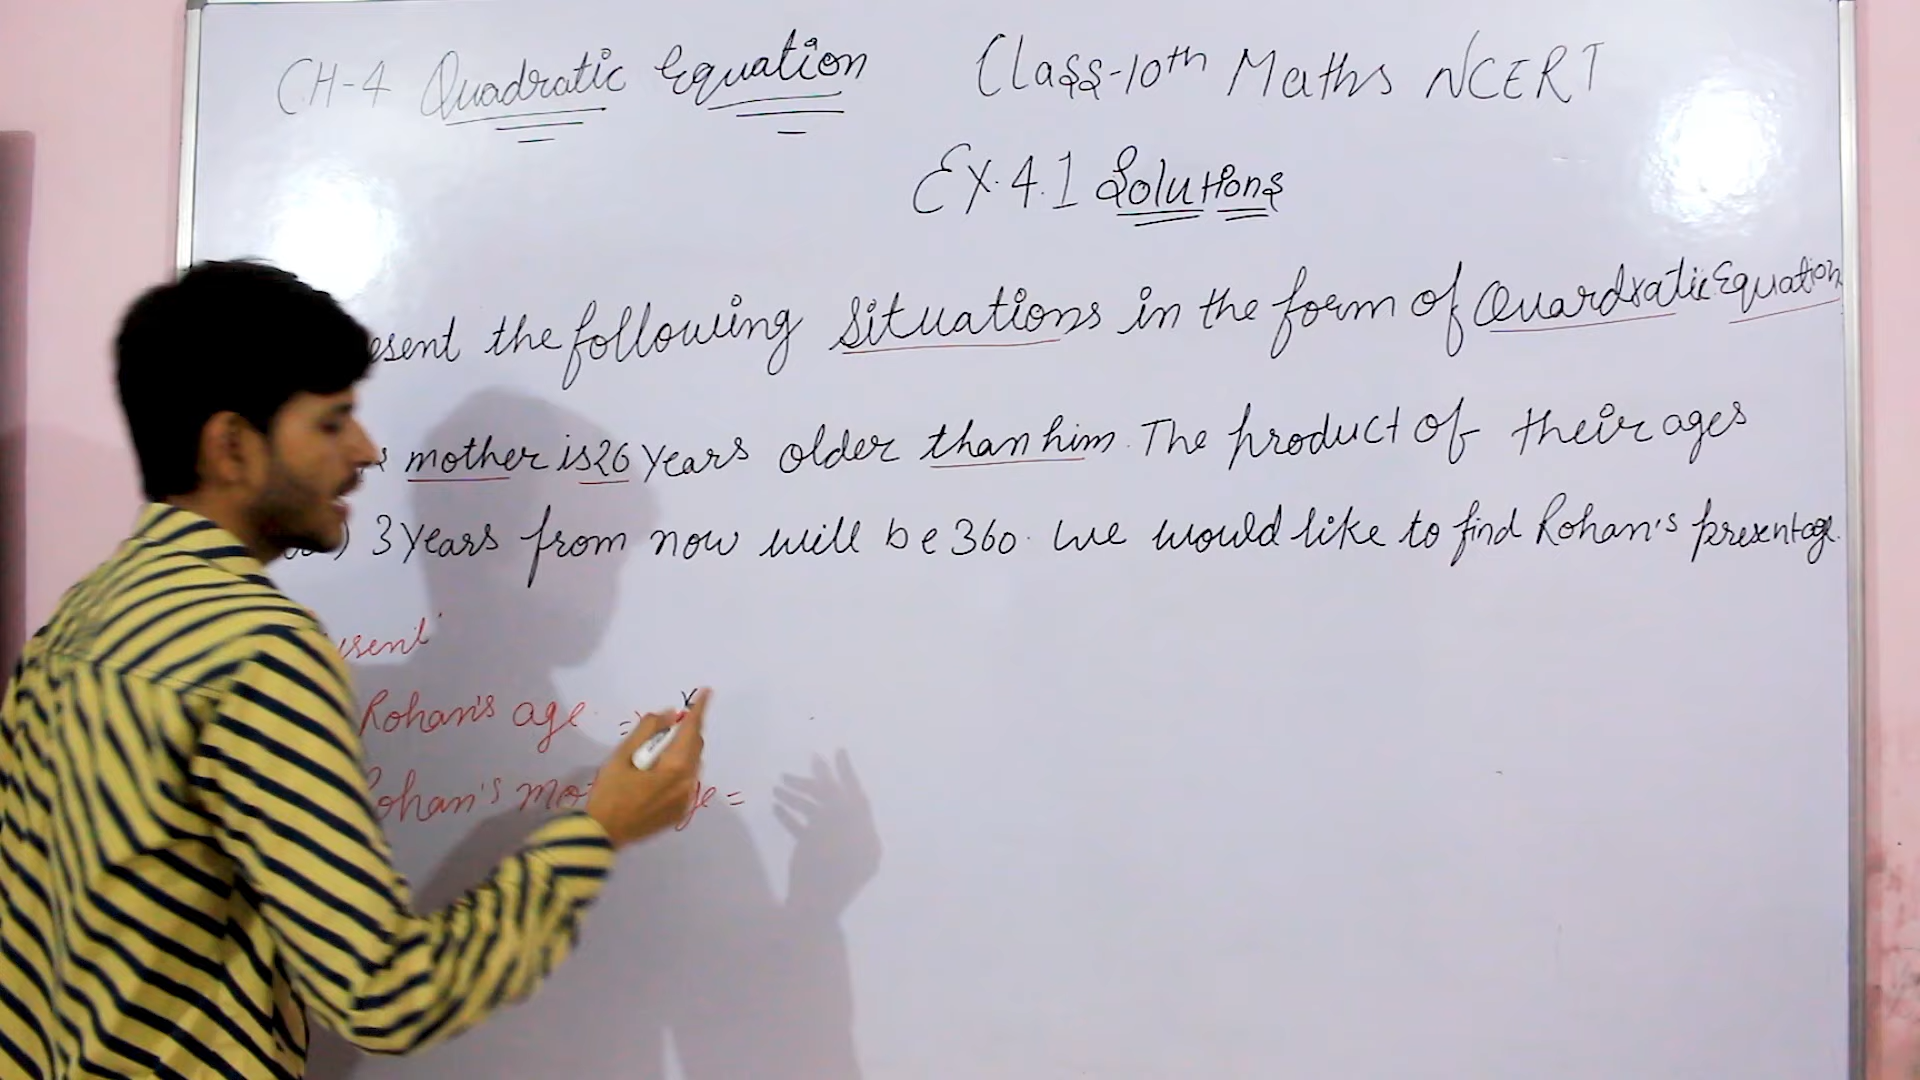 CH-4 Quadratic Equation Class-10th Maths NCERT
EX.4.1 Solutions
esent the following situations in the form of Quardratic Equation
mother is 26 years older than him. The product of their ages
3 years from now will be 360. We would like to find Rohan's present age.
sent
Rohan's age = x
Rohan's mot ge =